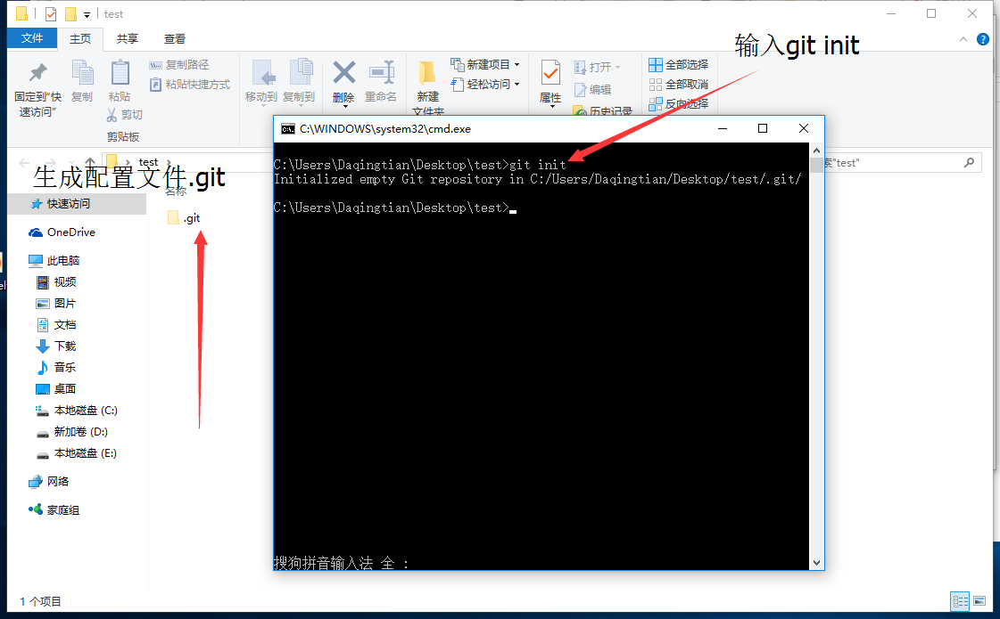 test
文件 主页 共享 查看
输入git init
固定到"快速访问"
复制
粘贴
复制路径
粘贴快捷方式
剪切
剪贴板
移动到
复制到
删除
重命名
新建
文件夹
新建项目
轻松访问
属性
打开
编辑
历史记录
全部选择
全部取消
反向选择
test
"test"
生成配置文件.git
名称
.git
快速访问
OneDrive
此电脑
视频
图片
文档
下载
音乐
桌面
本地磁盘 (C:)
新加卷 (D:)
本地磁盘 (E:)
网络
家庭组
1 个项目
C:\WINDOWS\system32\cmd.exe
C:\Users\Daqingtian\Desktop\test>git init
Initialized empty Git repository in C:/Users/Daqingtian/Desktop/test/.git/
C:\Users\Daqingtian\Desktop\test>
搜狗拼音输入法 全 :